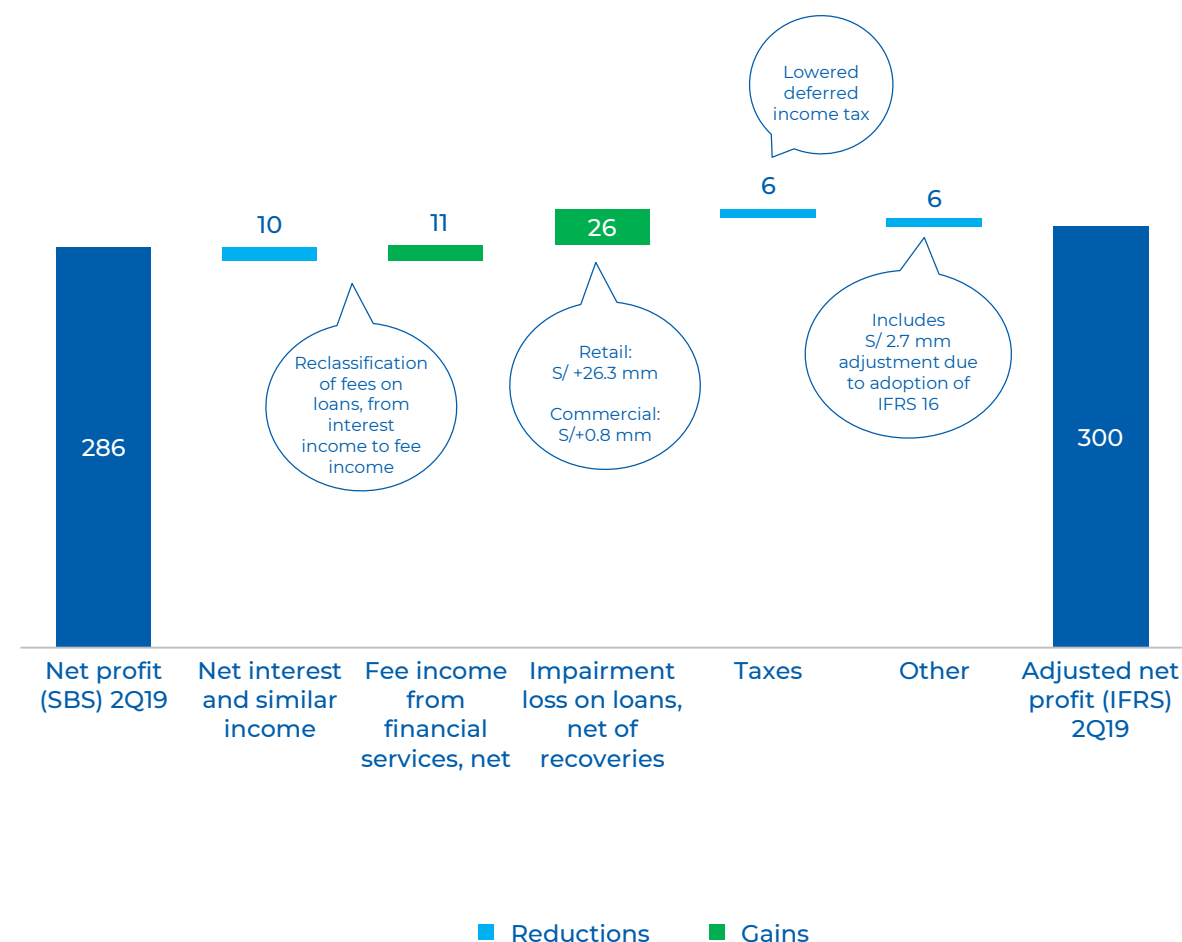 Lowered
deferred
income tax
6
6
10
11
26
Reclassification
of fees on
loans, from
interest
income to fee
income
Retail:
S/ +26.3 mm
Commercial:
S/+0.8 mm
Includes
S/ 2.7 mm
adjustment due
to adoption of
IFRS 16
286
300
Net profit
(SBS) 2Q19
Net interest
and similar
income
Fee income
from
financial
services, net
Impairment
loss on loans,
net of
recoveries
Taxes
Other
Adjusted net
profit (IFRS)
2Q19
Reductions
Gains